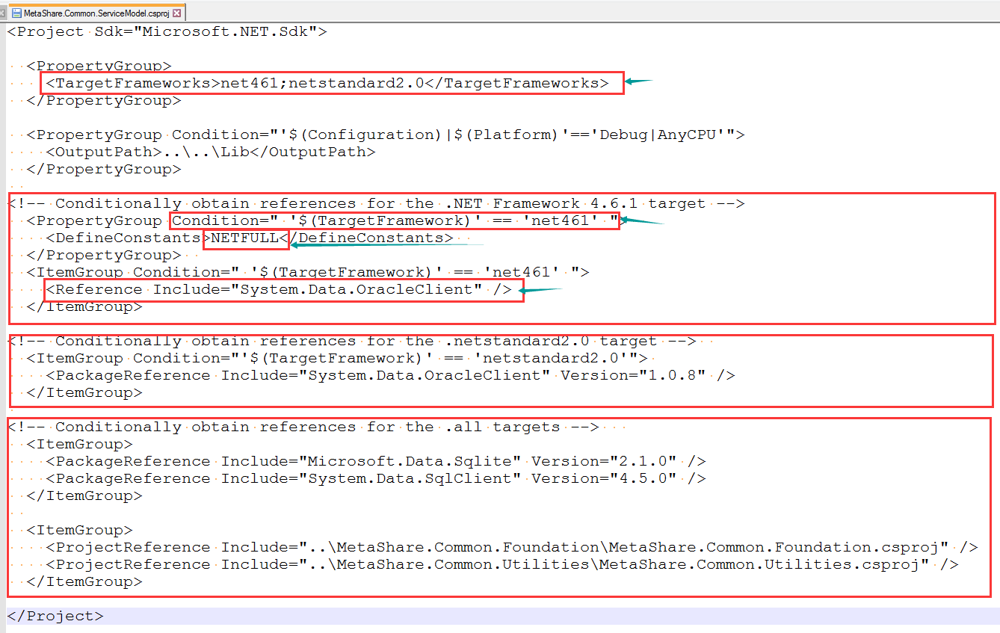 MetaShare.Common.ServiceModel.csproj
<Project Sdk="Microsoft.NET.Sdk">
<PropertyGroup>
<TargetFrameworks>net461;netstandard2.0</TargetFrameworks>
</PropertyGroup>
<PropertyGroup Condition="'$(Configuration)|$(Platform)'=='Debug|AnyCPU'">
<OutputPath>..\..\Lib</OutputPath>
</PropertyGroup>
<!-- Conditionally obtain references for the .NET Framework 4.6.1 target -->
<PropertyGroup Condition=" '$(TargetFramework)' == 'net461' ">
<DefineConstants>NETFULL</DefineConstants>
</PropertyGroup>
<ItemGroup Condition=" '$(TargetFramework)' == 'net461' ">
<Reference Include="System.Data.OracleClient" />
</ItemGroup>
<!-- Conditionally obtain references for the .netstandard2.0 target -->
<ItemGroup Condition="'$(TargetFramework)' == 'netstandard2.0'">
<PackageReference Include="System.Data.OracleClient" Version="1.0.8" />
</ItemGroup>
<!-- Conditionally obtain references for the .all targets -->
<ItemGroup>
<PackageReference Include="Microsoft.Data.Sqlite" Version="2.1.0" />
<PackageReference Include="System.Data.SqlClient" Version="4.5.0" />
</ItemGroup>
<ItemGroup>
<ProjectReference Include="..\MetaShare.Common.Foundation\MetaShare.Common.Foundation.csproj" />
<ProjectReference Include="..\MetaShare.Common.Utilities\MetaShare.Common.Utilities.csproj" />
</ItemGroup>
</Project>